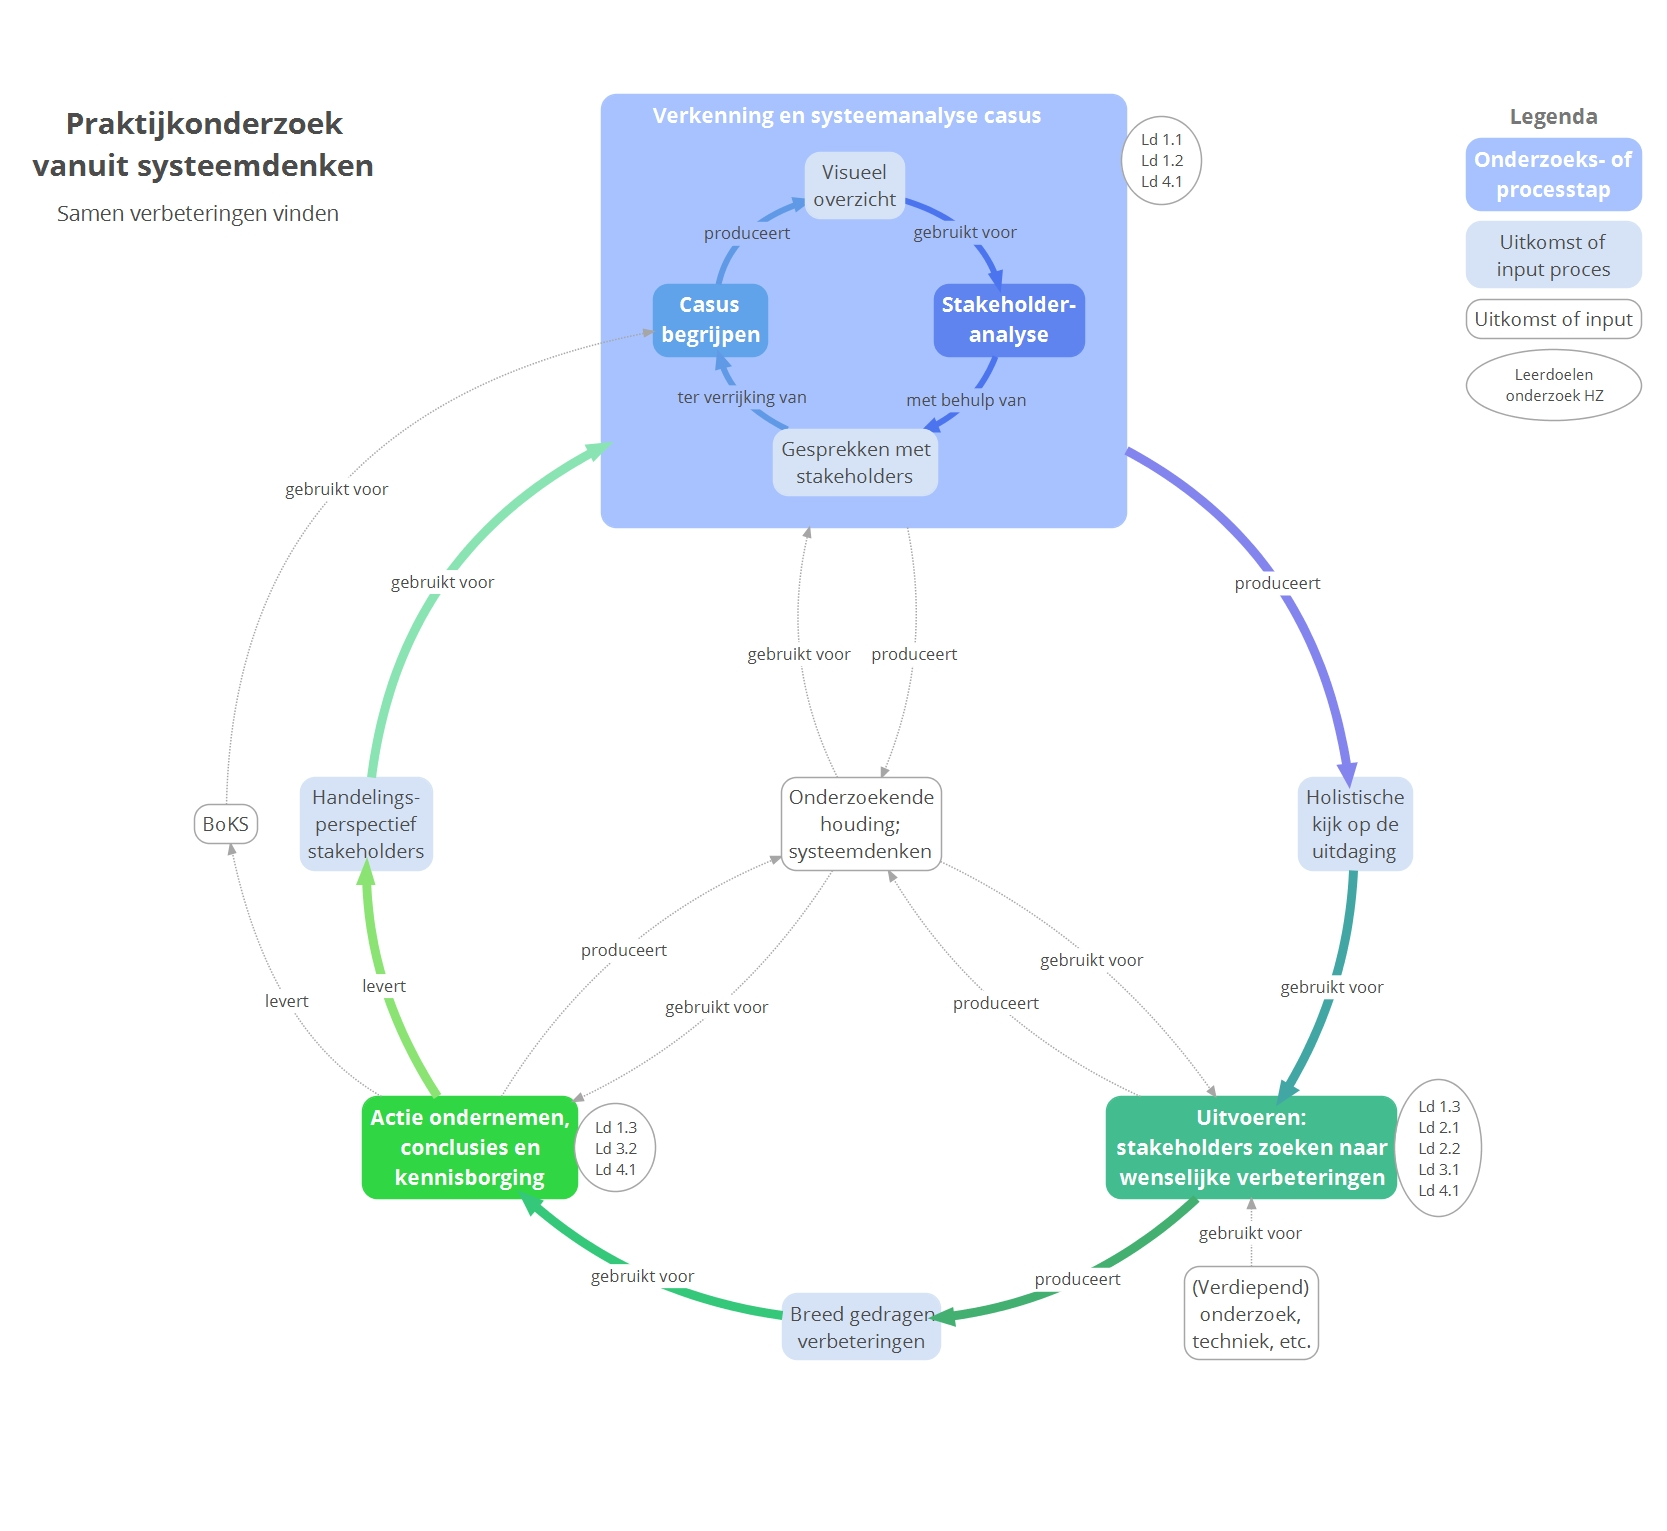 Praktijkonderzoek
vanuit systeemdenken
Samen verbeteringen vinden
Verkenning en systeemanalyse casus
Ld 1.1
Ld 1.2
Ld 4.1
Visueel
overzicht
produceert
gebruikt voor
Casus
begrijpen
Stakeholder-
analyse
ter verrijking van
met behulp van
Gesprekken met
stakeholders
Legenda
Onderzoeks- of
processtap
Uitkomst of
input proces
Uitkomst of input
Leerdoelen
onderzoek HZ
gebruikt voor
gebruikt voor
produceert
gebruikt voor
produceert
BoKS
Handelings-
perspectief
stakeholders
Onderzoekende
houding;
systeemdenken
Holistische
kijk op de
uitdaging
produceert
gebruikt voor
levert
levert
gebruikt voor
produceert
gebruikt voor
Actie ondernemen,
conclusies en
kennisborging
Ld 1.3
Ld 3.2
Ld 4.1
Uitvoeren:
stakeholders zoeken naar
wenselijke verbeteringen
Ld 1.3
Ld 2.1
Ld 2.2
Ld 3.1
Ld 4.1
gebruikt voor
gebruikt voor
produceert
Breed gedragen
verbeteringen
(Verdiepend)
onderzoek,
techniek, etc.